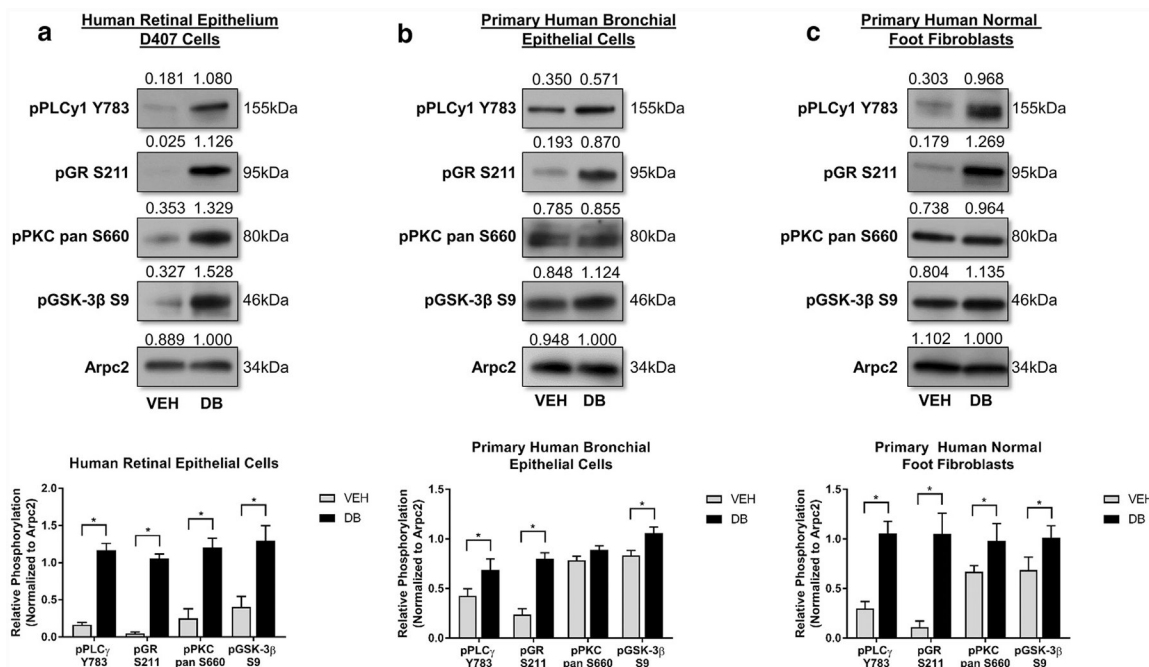 a
Human Retinal Epithelium
D407 Cells
0.181 1.080
pPLCy1 Y783
155kDa
0.025 1.126
pGR S211
95kDa
0.353 1.329
pPKC pan S660
80kDa
0.327 1.528
pGSK-3β S9
46kDa
0.889 1.000
Arpc2
34kDa
VEH DB
b
Primary Human Bronchial
Epithelial Cells
0.350 0.571
pPLCy1 Y783
155kDa
0.193 0.870
pGR S211
95kDa
0.785 0.855
pPKC pan S660
80kDa
0.848 1.124
pGSK-3β S9
46kDa
0.948 1.000
Arpc2
34kDa
VEH DB
c
Primary Human Normal
Foot Fibroblasts
0.303 0.968
pPLCy1 Y783
155kDa
0.179 1.269
pGR S211
95kDa
0.738 0.964
pPKC pan S660
80kDa
0.804 1.135
pGSK-3β S9
46kDa
1.102 1.000
Arpc2
34kDa
VEH DB
Human Retinal Epithelial Cells
Relative Phosphorylation
(Normalized to Arpc2)
2.0
1.5
1.0
0.5
0.0
* * * *
VEH
DB
pPLCγ pGR pPKC pGSK-3β
Y783 S211 pan S660 S9
Primary Human Bronchial
Epithelial Cells
Relative Phosphorylation
(Normalized to Arpc2)
1.5
1.0
0.5
0.0
* * *
VEH
DB
pPLCγ pGR pPKC pGSK-3β
Y783 S211 pan S660 S9
Primary Human Normal
Foot Fibroblasts
Relative Phosphorylation
(Normalized to Arpc2)
1.5
1.0
0.5
0.0
* * * *
VEH
DB
pPLCγ pGR pPKC pGSK-3β
Y783 S211 pan S660 S9